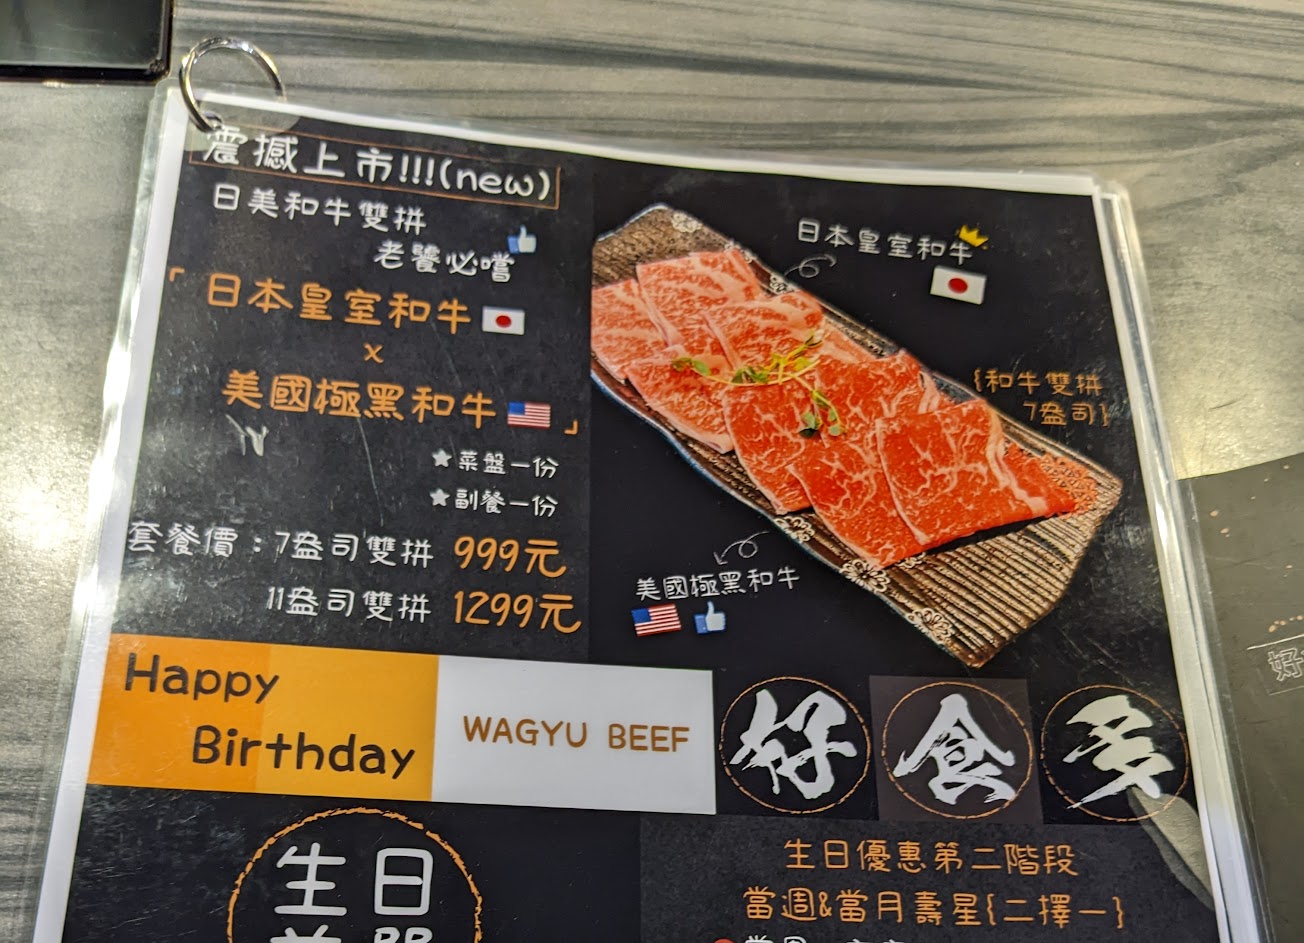 震撼上市!!!(new)
日美和牛雙拼
老饕必嚐
「日本皇室和牛
x
美國極黑和牛」
★菜盤一份
★副餐一份
套餐價：7盎司雙拼 999元
11盎司雙拼 1299元
日本皇室和牛
{和牛雙拼
7盎司}
美國極黑和牛
Happy
Birthday
WAGYU BEEF
好食多
生日
生日優惠第二階段
當週&當月壽星{二擇一}
好